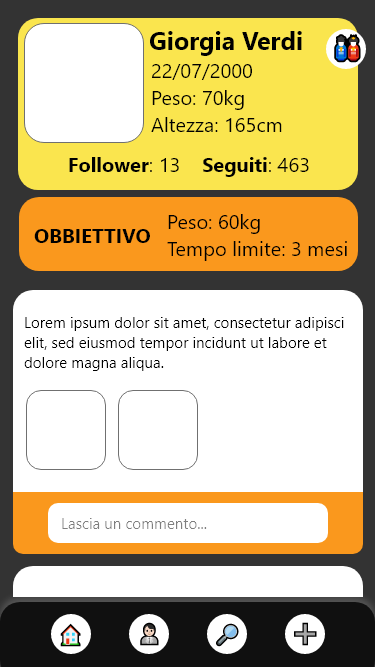 Giorgia Verdi
22/07/2000
Peso: 70kg
Altezza: 165cm
Follower: 13 Seguiti: 463
OBBIETTIVO
Peso: 60kg
Tempo limite: 3 mesi
Lorem ipsum dolor sit amet, consectetur adipisci
elit, sed eiusmod tempor incidunt ut labore et
dolore magna aliqua.
Lascia un commento...